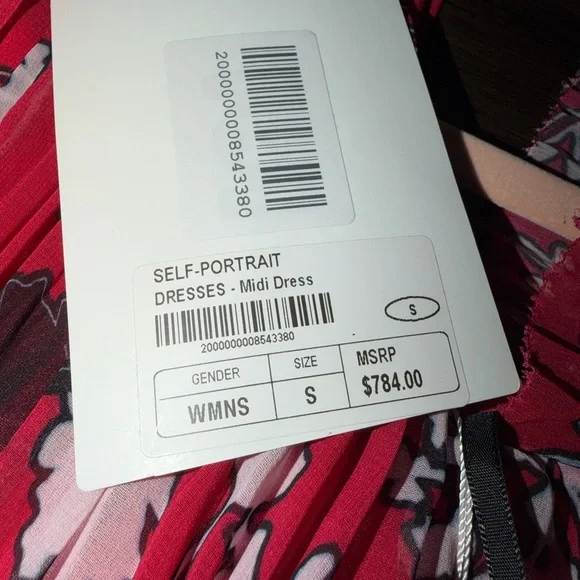 2000000008543380
SELF-PORTRAIT
DRESSES - Midi Dress
2000000008543380
S
GENDER SIZE MSRP
WMNS S $784.00